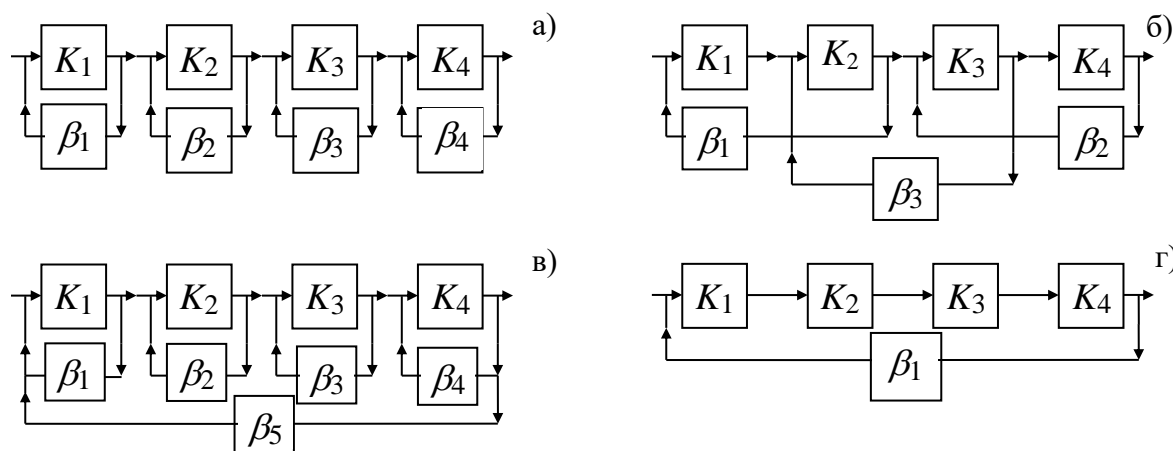 а)
K₁ K₂ K₃ K₄
β₁ β₂ β₃ β₄
б)
K₁ K₂ K₃ K₄
β₁ β₂
β₃
в)
K₁ K₂ K₃ K₄
β₁ β₂ β₃ β₄
β₅
г)
K₁ K₂ K₃ K₄
β₁